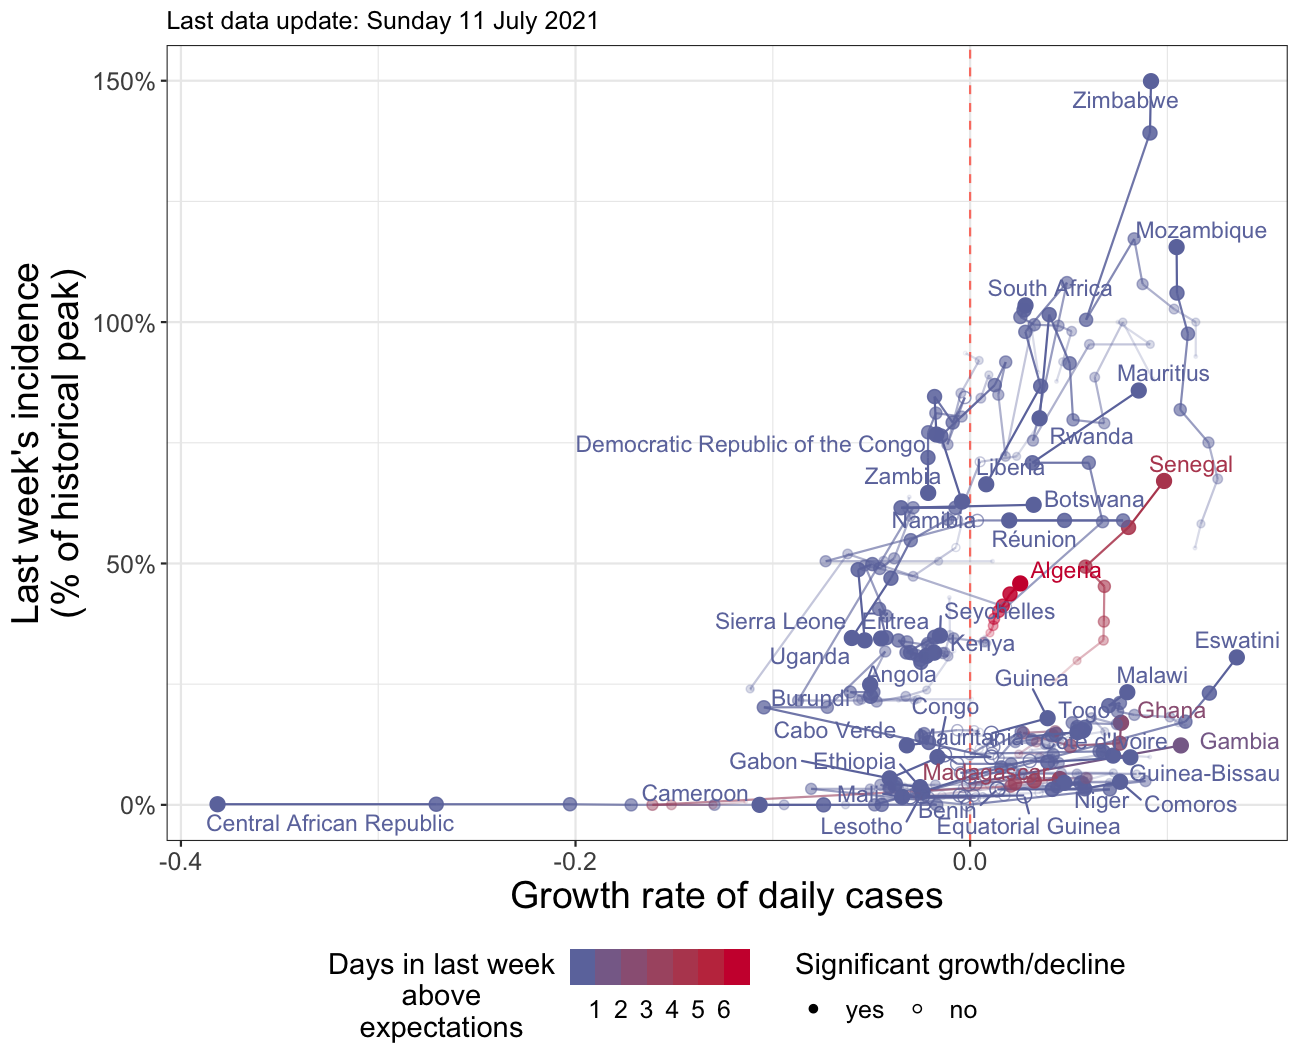 Last data update: Sunday 11 July 2021
Last week's incidence
(% of historical peak)
150%
100%
50%
0%
Zimbabwe
Mozambique
South Africa
Mauritius
Democratic Republic of the Congo
Rwanda
Zambia
Liberia
Senegal
Botswana
Namibia
Réunion
Algeria
Sierra Leone
Eritrea
Seychelles
Uganda
Kenya
Eswatini
Angola
Guinea
Malawi
Burundi
Congo
Togo
Ghana
Cabo Verde
Mauritania
Côte d'Ivoire
Gambia
Gabon
Ethiopia
Madagascar
Guinea-Bissau
Cameroon
Mali
Benin
Niger
Comoros
Central African Republic
Lesotho
Equatorial Guinea
-0.4
-0.2
0.0
Growth rate of daily cases
Days in last week
above
expectations
1 2 3 4 5 6
Significant growth/decline
yes
no